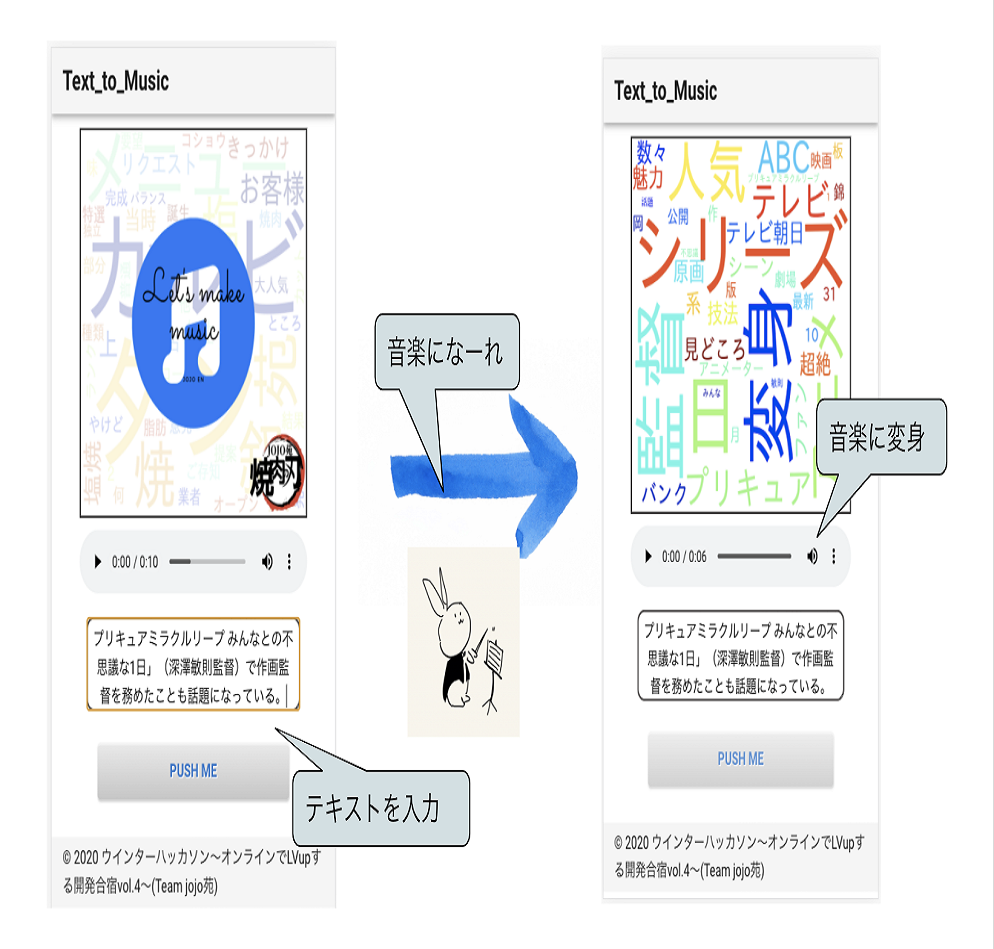 Text_to_Music
コショウ
きっかけ
リクエスト
メニュー
お客様
完成
バランス
特選
当時
誕生
焼肉
独立
カルビ
部分
大人気
Let's make
music
ところ
種類
上
タン
苑
やけど
脂肪
塩焼
焼
ご存知
何
業者
オープン
JOJO苑
焼肉刃
0:00 / 0:10
プリキュアミラクルリープ みんなとの不
思議な1日」（深澤敏則監督）で作画監
督を務めたことも話題になっている。
PUSH ME
テキストを入力
© 2020 ウインターハッカソン～オンラインでLVupす
る開発合宿vol.4～(Team jojo苑)
音楽になーれ
Text_to_Music
数々
人気
ABC
映画
板
魅力
プリキュアミラクルリープ
テレビ
錦
話題
岡
公開
作
シリーズ
テレビ朝日
不思議
原画
シーン
劇場
版
系
技法
最新
31
監督
変身
10
メ
見どころ
超絶
アニメーター
日
みんな
敏則
ファン
バンク
プリキュア
音楽に変身
0:00 / 0:06
プリキュアミラクルリープ みんなとの不
思議な1日」（深澤敏則監督）で作画監
督を務めたことも話題になっている。
PUSH ME
© 2020 ウインターハッカソン～オンラインでLVupす
る開発合宿vol.4～(Team jojo苑)